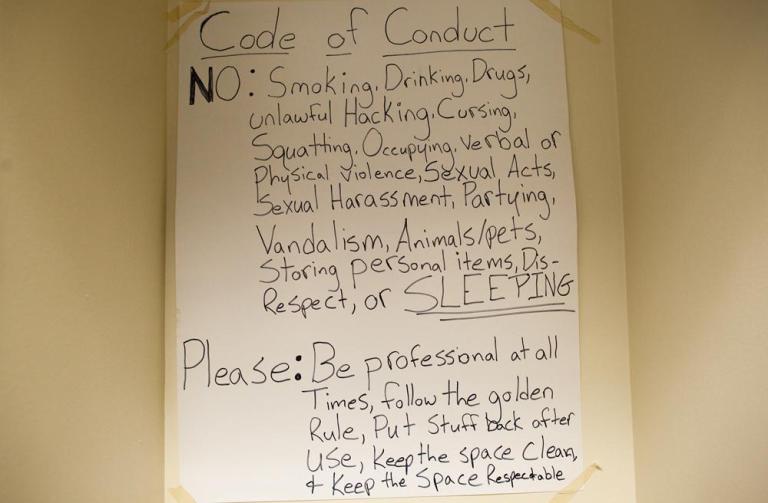 Code of Conduct
NO: Smoking, Drinking, Drugs,
unlawful Hacking, Cursing,
Squatting, Occupying, Verbal or
Physical Violence, Sexual Acts,
Sexual Harassment, Partying,
Vandalism, Animals/pets,
Storing personal items, Dis-
Respect, or SLEEPING
Please: Be professional at all
Times, follow the golden
Rule, Put Stuff back after
Use, Keep the space Clean,
& Keep the Space Respectable